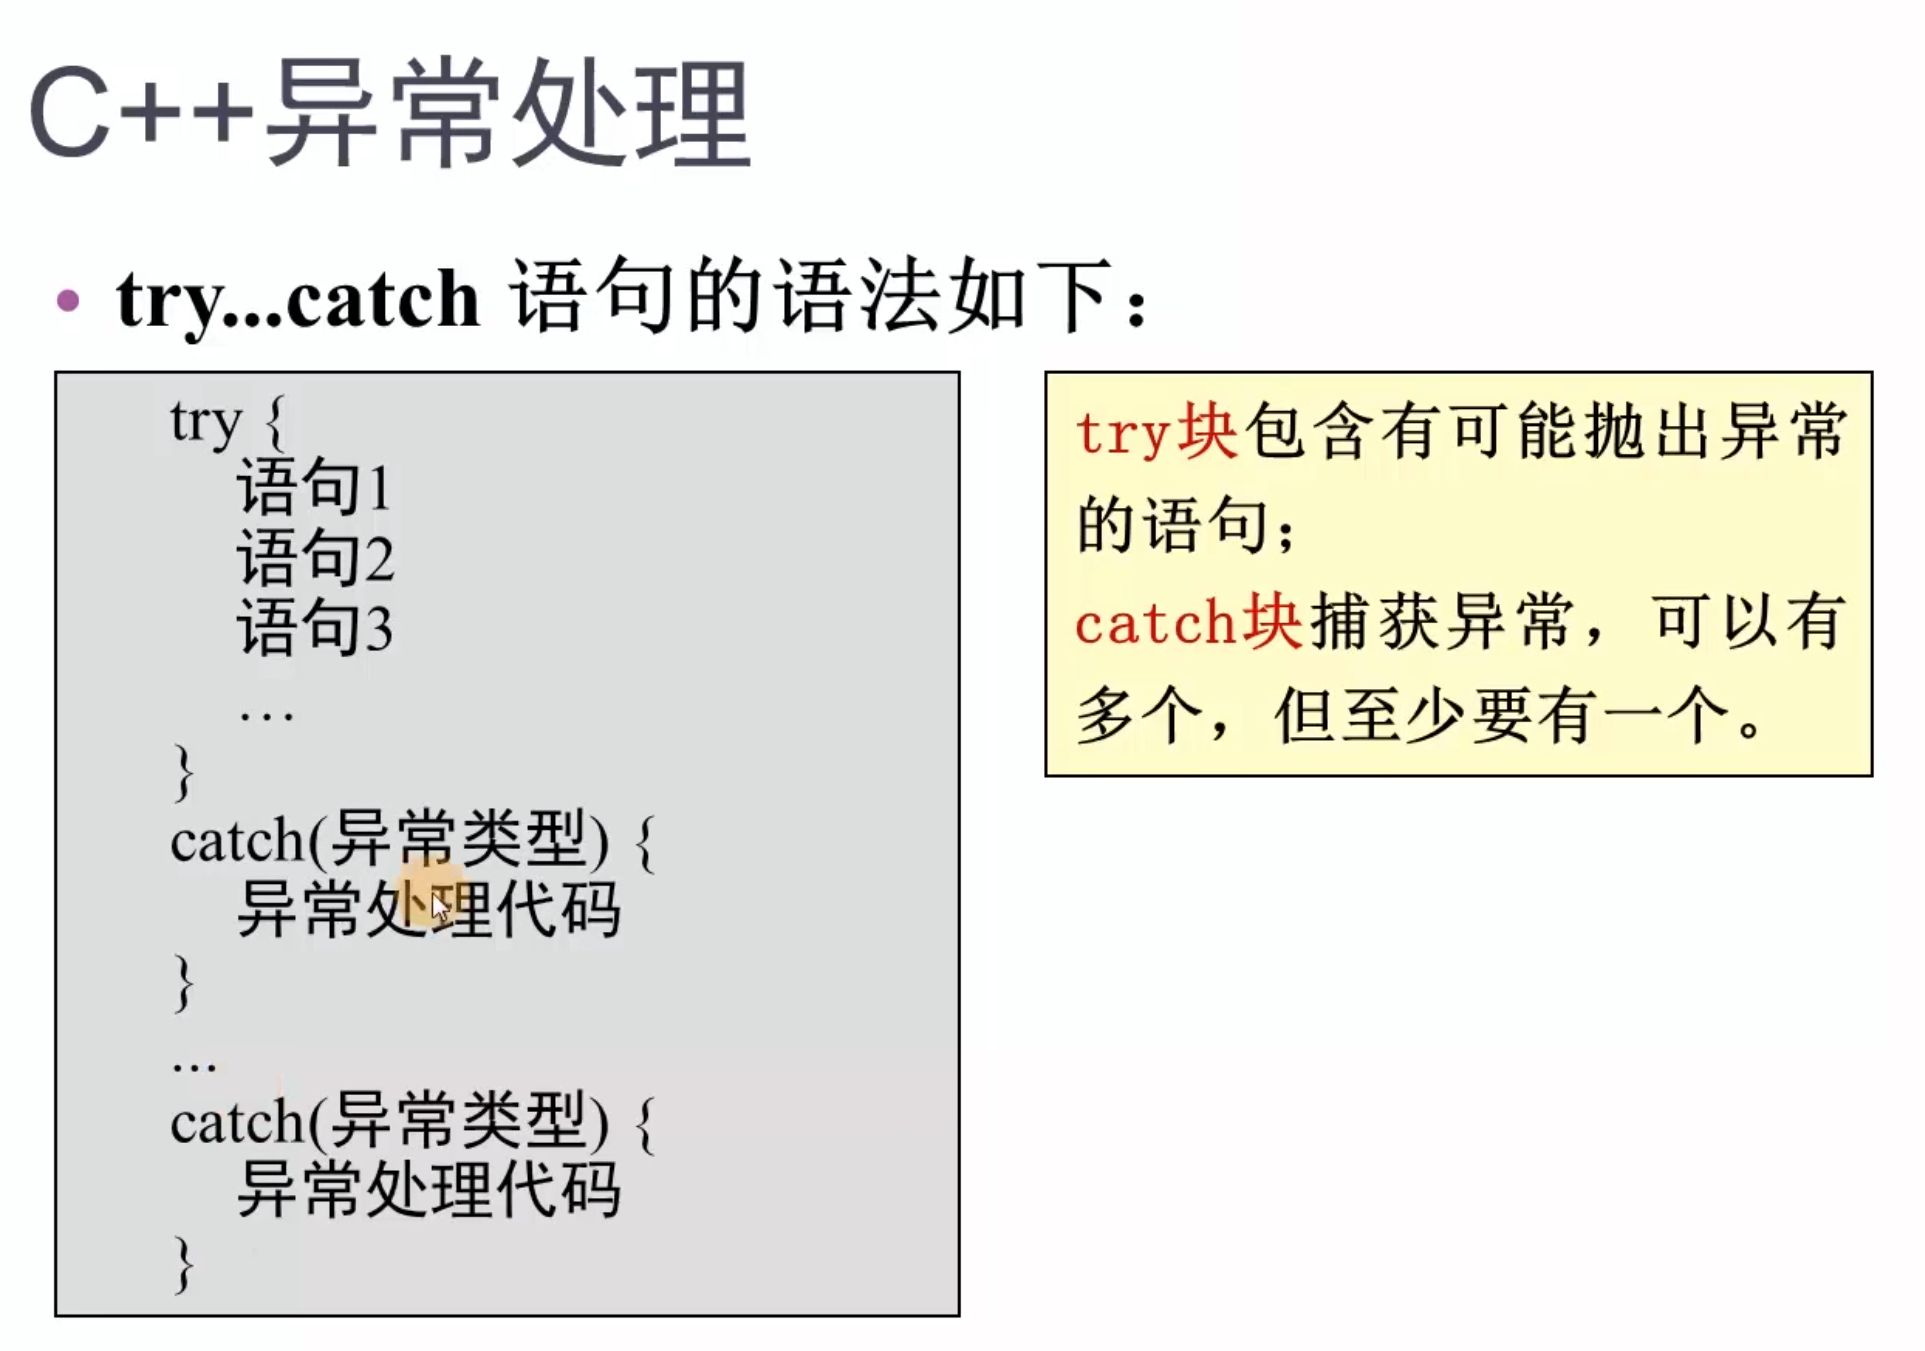 C++异常处理
• try...catch 语句的语法如下：
try {
语句1
语句2
语句3
…
}
catch(异常类型) {
异常处理代码
}
...
catch(异常类型) {
异常处理代码
}
try块包含有可能抛出异常
的语句；
catch块捕获异常，可以有
多个，但至少要有一个。